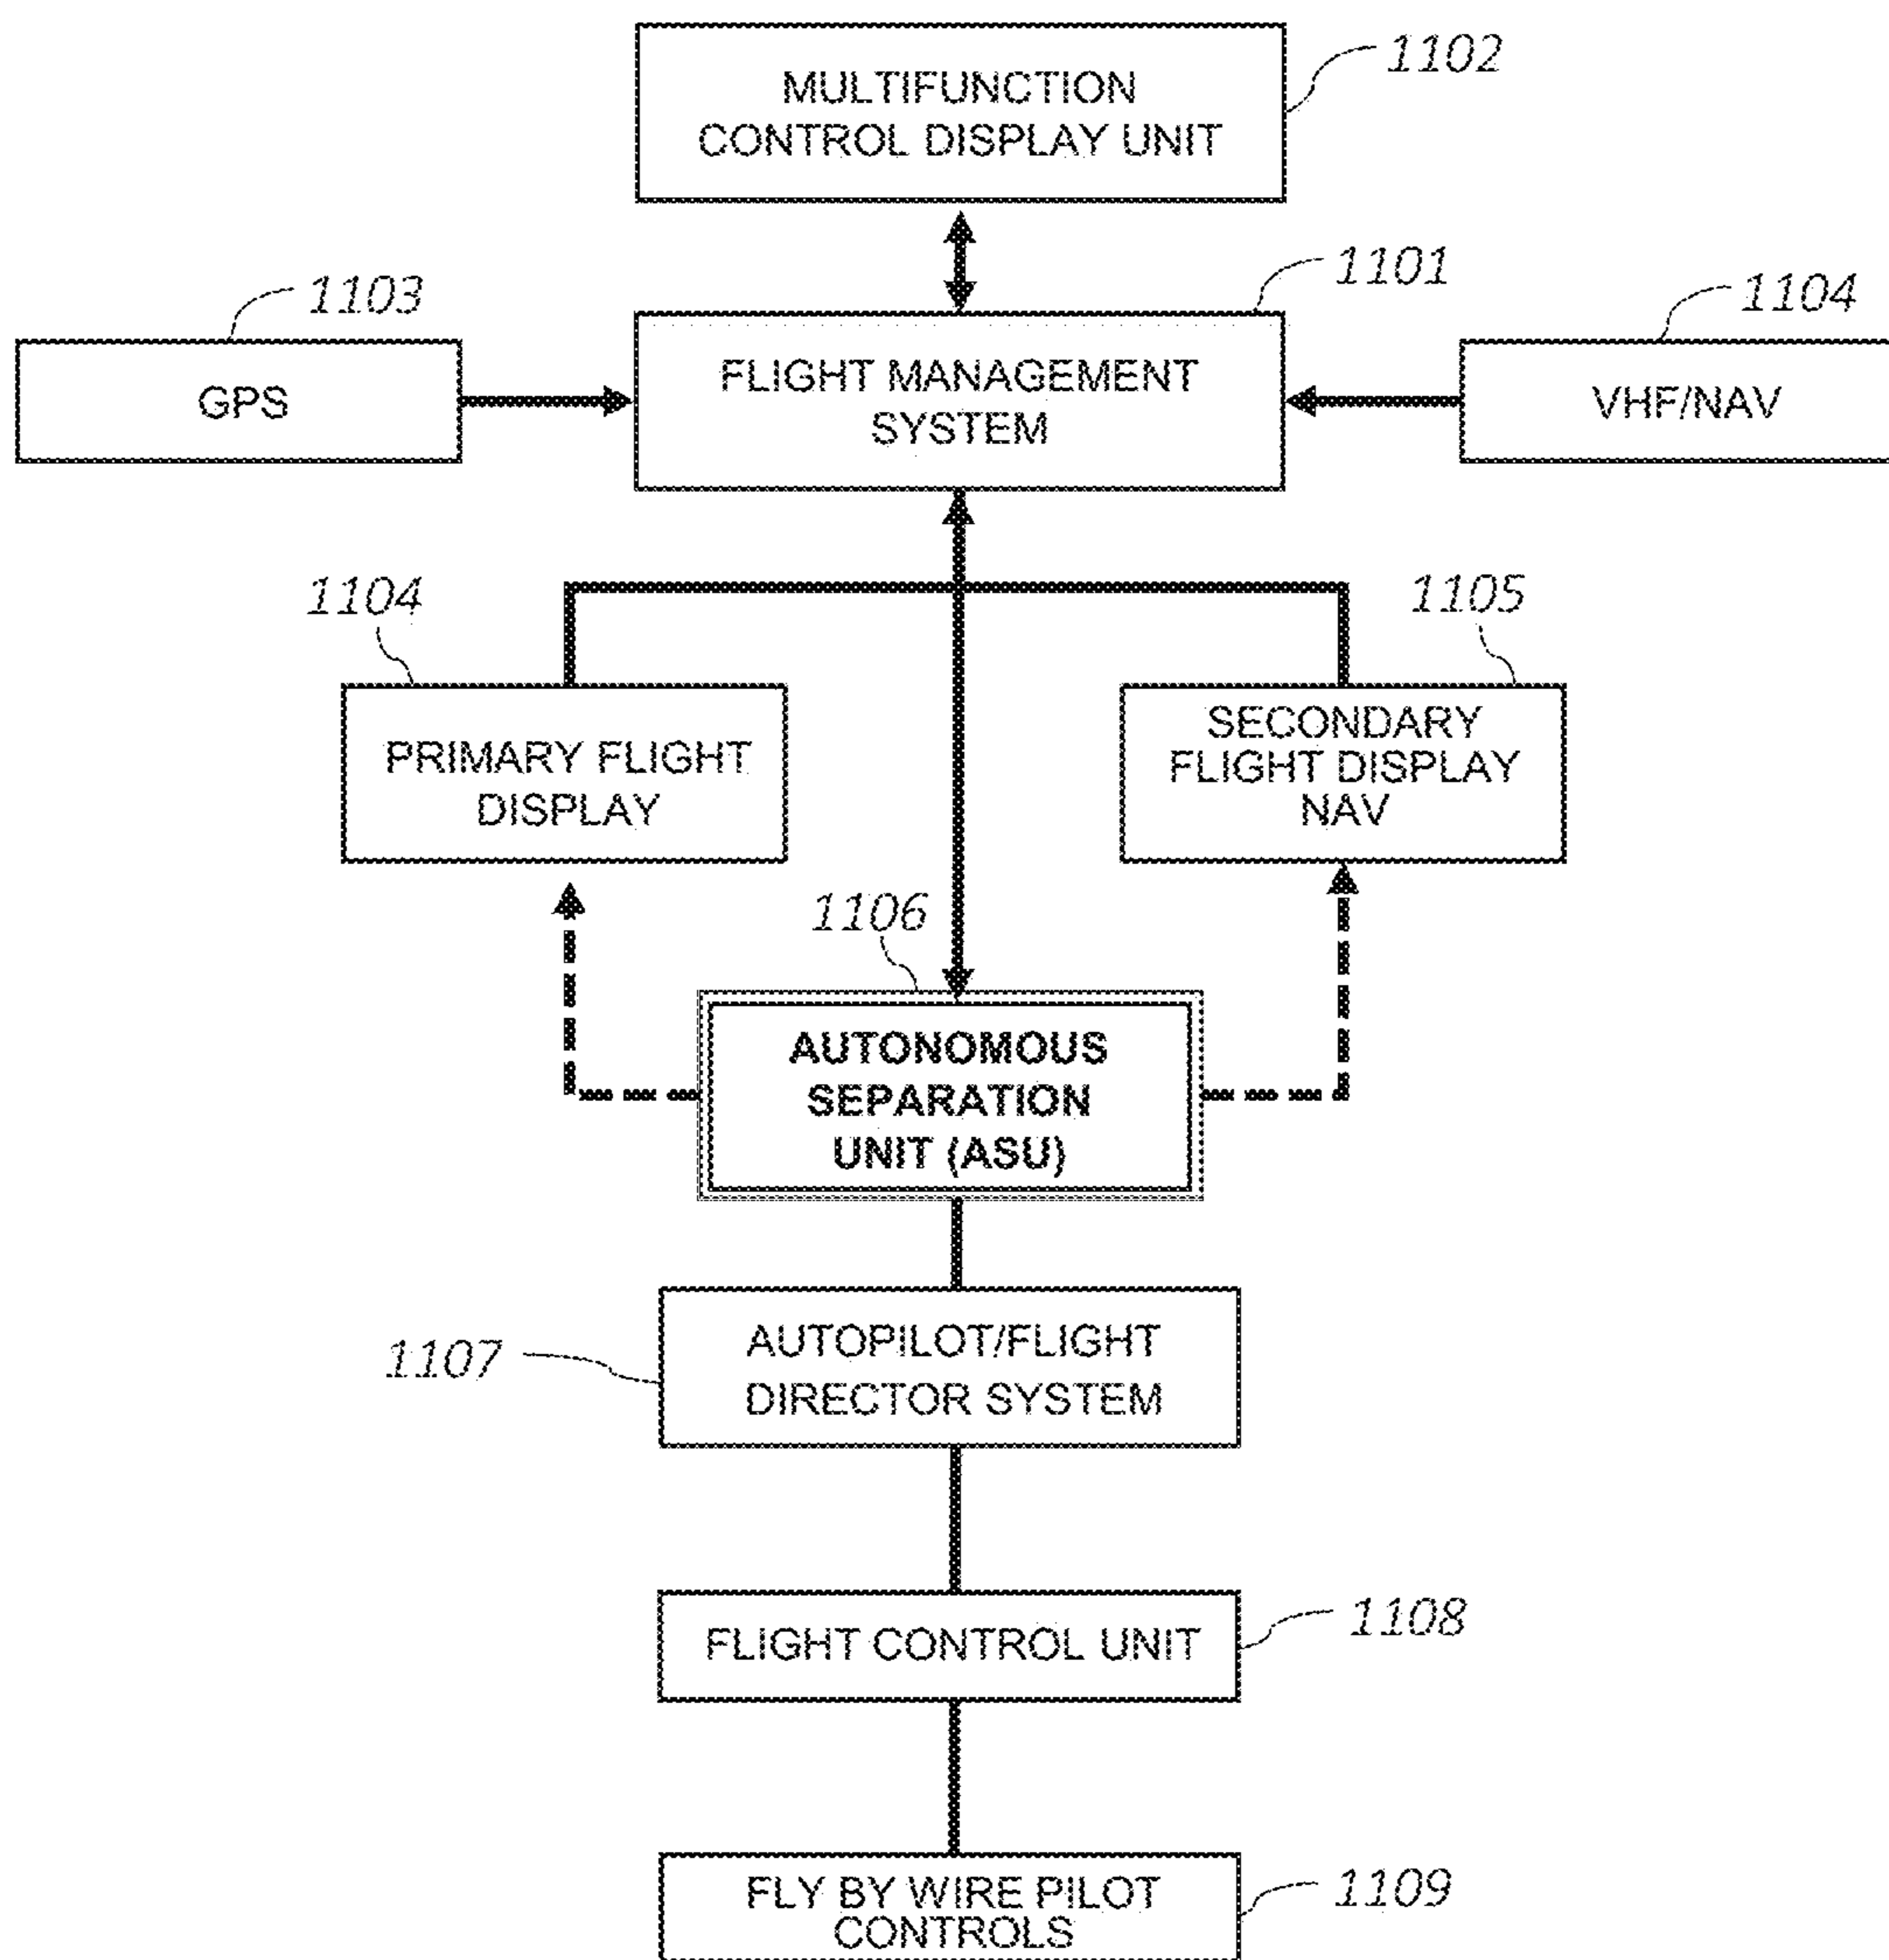 1102
MULTIFUNCTION
CONTROL DISPLAY UNIT
1101
1103
1104
GPS
FLIGHT MANAGEMENT
SYSTEM
VHF/NAV
1104
1105
PRIMARY FLIGHT
DISPLAY
SECONDARY
FLIGHT DISPLAY
NAV
1106
AUTONOMOUS
SEPARATION
UNIT (ASU)
1107
AUTOPILOT/FLIGHT
DIRECTOR SYSTEM
FLIGHT CONTROL UNIT
1108
FLY BY WIRE PILOT
CONTROLS
1109